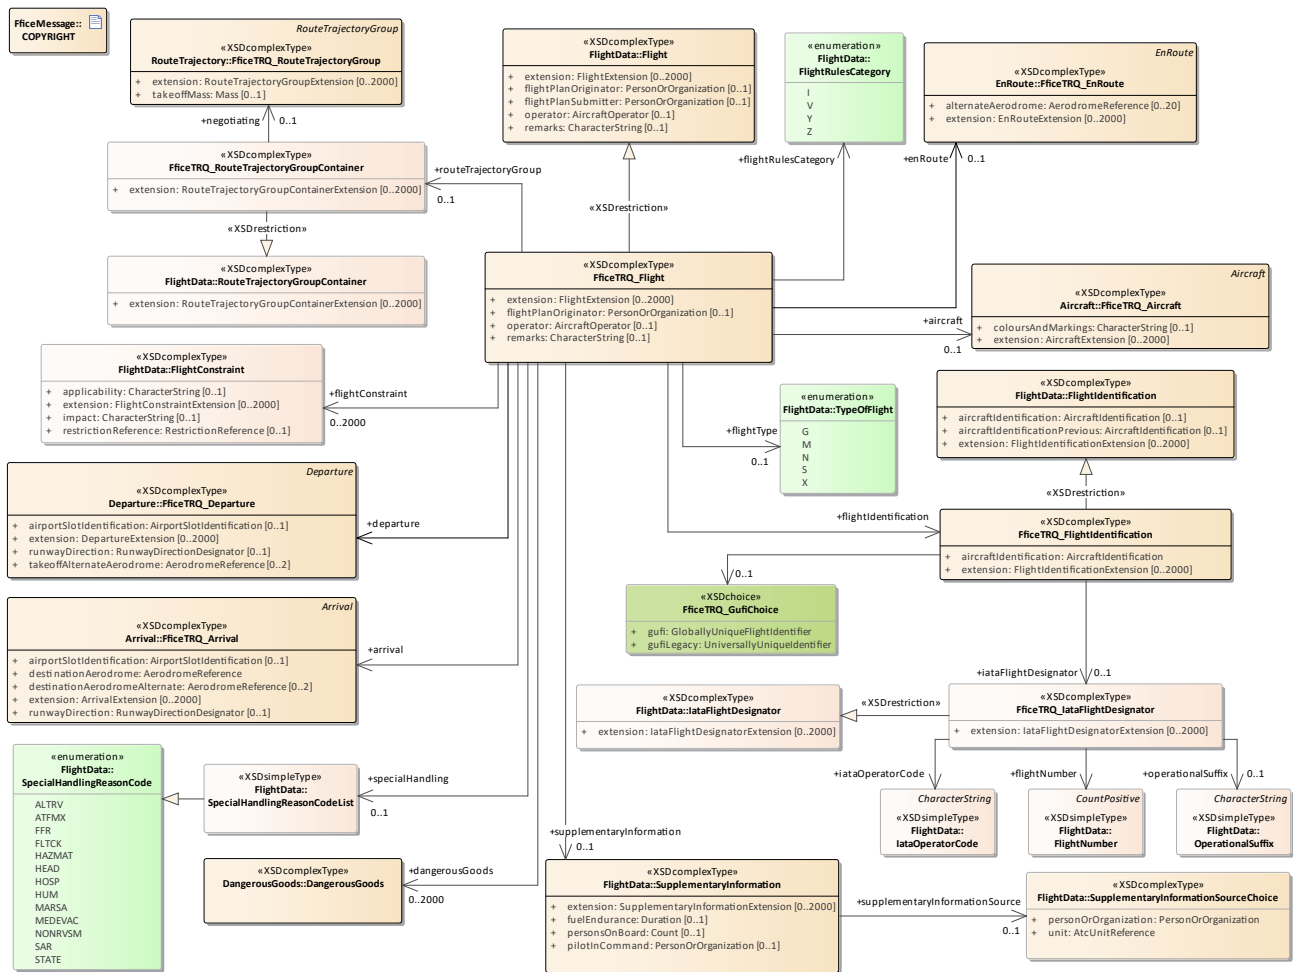 FficeMessage::
COPYRIGHT
RouteTrajectoryGroup
«XSDcomplexType»
RouteTrajectory::FficeTRQ_RouteTrajectoryGroup
+ extension: RouteTrajectoryGroupExtension [0..2000]
+ takeoffMass: Mass [0..1]
+negotiating
0..1
«XSDcomplexType»
FficeTRQ_RouteTrajectoryGroupContainer
+ extension: RouteTrajectoryGroupContainerExtension [0..2000]
+routeTrajectoryGroup
0..1
«XSDrestriction»
«XSDcomplexType»
FlightData::RouteTrajectoryGroupContainer
+ extension: RouteTrajectoryGroupContainerExtension [0..2000]
«XSDcomplexType»
FlightData::Flight
+ extension: FlightExtension [0..2000]
+ flightPlanOriginator: PersonOrOrganization [0..1]
+ flightPlanSubmitter: PersonOrOrganization [0..1]
+ operator: AircraftOperator [0..1]
+ remarks: CharacterString [0..1]
«XSDrestriction»
«enumeration»
FlightData::
FlightRulesCategory
I
V
Y
Z
+flightRulesCategory
EnRoute
«XSDcomplexType»
EnRoute::FficeTRQ_EnRoute
+ alternateAerodrome: AerodromeReference [0..20]
+ extension: EnRouteExtension [0..2000]
+enRoute
0..1
«XSDcomplexType»
FficeTRQ_Flight
+ extension: FlightExtension [0..2000]
+ flightPlanOriginator: PersonOrOrganization [0..1]
+ operator: AircraftOperator [0..1]
+ remarks: CharacterString [0..1]
Aircraft
«XSDcomplexType»
Aircraft::FficeTRQ_Aircraft
+ coloursAndMarkings: CharacterString [0..1]
+ extension: AircraftExtension [0..2000]
+aircraft
0..1
«XSDcomplexType»
FlightData::FlightConstraint
+ applicability: CharacterString [0..1]
+ extension: FlightConstraintExtension [0..2000]
+ impact: CharacterString [0..1]
+ restrictionReference: RestrictionReference [0..1]
+flightConstraint
0..2000
«enumeration»
FlightData::TypeOfFlight
G
M
N
S
X
+flightType
0..1
«XSDcomplexType»
FlightData::FlightIdentification
+ aircraftIdentification: AircraftIdentification [0..1]
+ aircraftIdentificationPrevious: AircraftIdentification [0..1]
+ extension: FlightIdentificationExtension [0..2000]
«XSDrestriction»
Departure
«XSDcomplexType»
Departure::FficeTRQ_Departure
+ airportSlotIdentification: AirportSlotIdentification [0..1]
+ extension: DepartureExtension [0..2000]
+ runwayDirection: RunwayDirectionDesignator [0..1]
+ takeoffAlternateAerodrome: AerodromeReference [0..2]
+departure
+flightIdentification
«XSDcomplexType»
FficeTRQ_FlightIdentification
+ aircraftIdentification: AircraftIdentification
+ extension: FlightIdentificationExtension [0..2000]
0..1
«XSDchoice»
FficeTRQ_GufiChoice
+ gufi: GloballyUniqueFlightIdentifier
+ gufiLegacy: UniversallyUniqueIdentifier
Arrival
«XSDcomplexType»
Arrival::FficeTRQ_Arrival
+ airportSlotIdentification: AirportSlotIdentification [0..1]
+ destinationAerodrome: AerodromeReference
+ destinationAerodromeAlternate: AerodromeReference [0..2]
+ extension: ArrivalExtension [0..2000]
+ runwayDirection: RunwayDirectionDesignator [0..1]
+arrival
+iataFlightDesignator
0..1
«XSDcomplexType»
FlightData::IataFlightDesignator
+ extension: IataFlightDesignatorExtension [0..2000]
«XSDrestriction»
«XSDcomplexType»
FficeTRQ_IataFlightDesignator
+ extension: IataFlightDesignatorExtension [0..2000]
+iataOperatorCode
+flightNumber
+operationalSuffix
0..1
CharacterString
«XSDsimpleType»
FlightData::
IataOperatorCode
CountPositive
«XSDsimpleType»
FlightData::
FlightNumber
CharacterString
«XSDsimpleType»
FlightData::
OperationalSuffix
«enumeration»
FlightData::
SpecialHandlingReasonCode
ALTRV
ATFMX
FFR
FLTCK
HAZMAT
HEAD
HOSP
HUM
MARSA
MEDEVAC
NONRVSM
SAR
STATE
«XSDsimpleType»
FlightData::
SpecialHandlingReasonCodeList
+specialHandling
0..1
«XSDcomplexType»
DangerousGoods::DangerousGoods
+dangerousGoods
0..2000
+supplementaryInformation
0..1
«XSDcomplexType»
FlightData::SupplementaryInformation
+ extension: SupplementaryInformationExtension [0..2000]
+ fuelEndurance: Duration [0..1]
+ personsOnBoard: Count [0..1]
+ pilotInCommand: PersonOrOrganization [0..1]
+supplementaryInformationSource
0..1
«XSDcomplexType»
FlightData::SupplementaryInformationSourceChoice
+ personOrOrganization: PersonOrOrganization
+ unit: AtcUnitReference